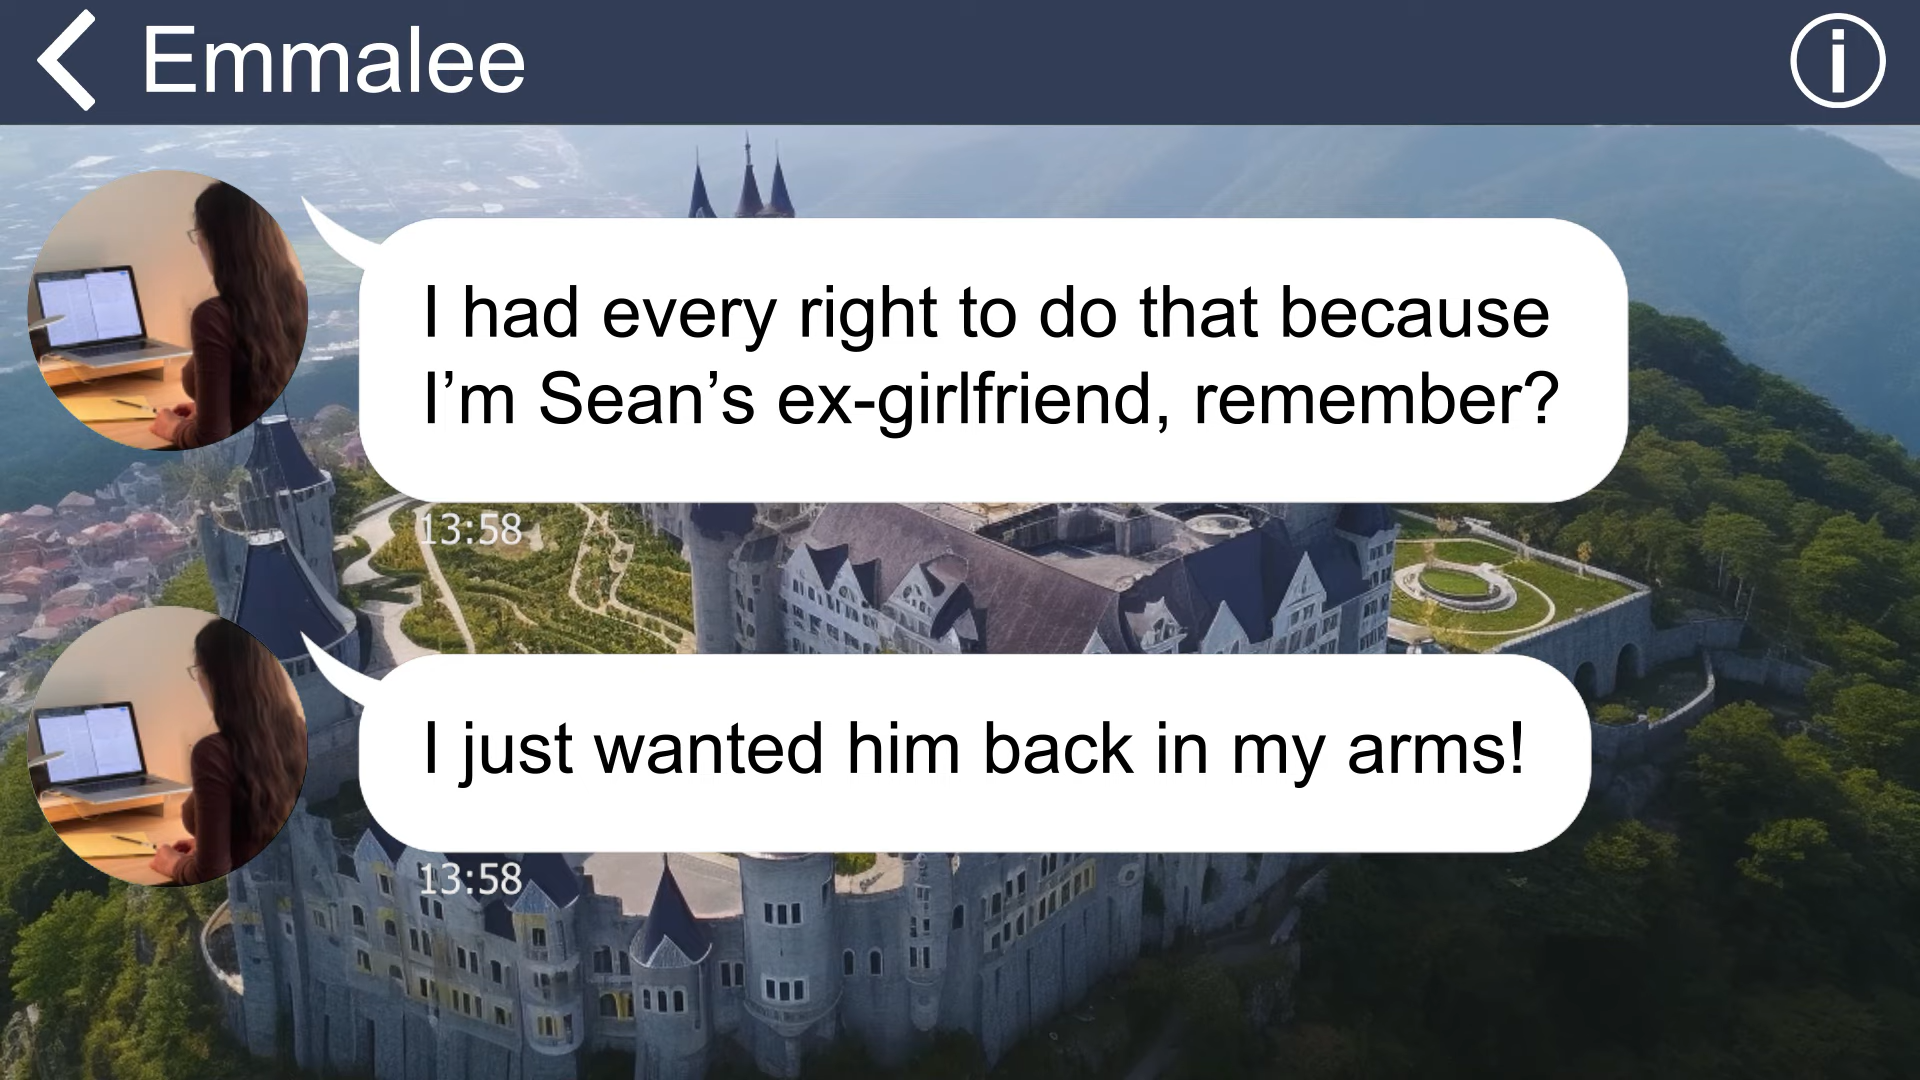 Emmalee
I had every right to do that because
I’m Sean’s ex-girlfriend, remember?
13:58
I just wanted him back in my arms!
13:58